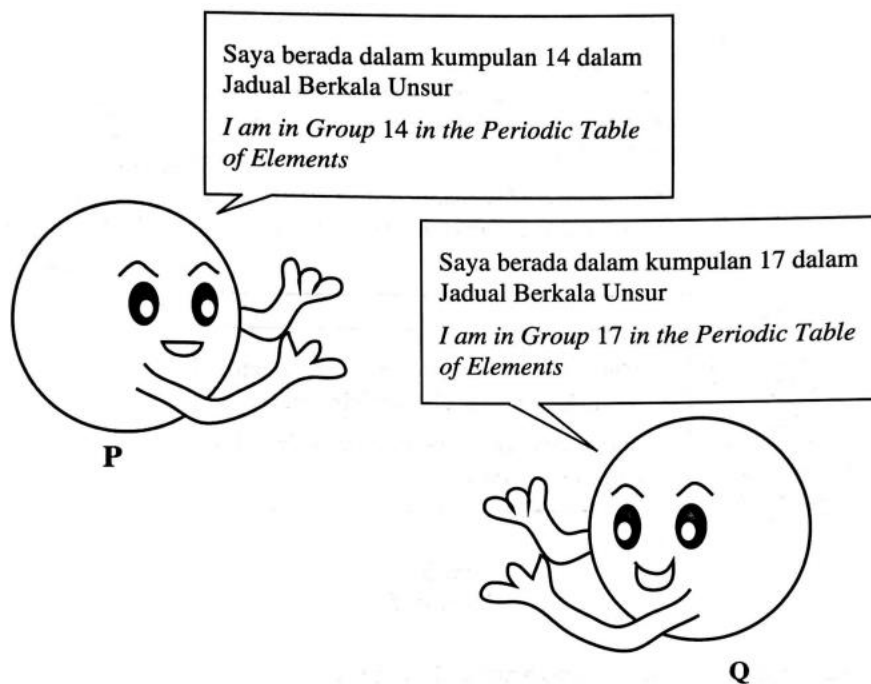 Saya berada dalam kumpulan 14 dalam
Jadual Berkala Unsur
I am in Group 14 in the Periodic Table
of Elements
Saya berada dalam kumpulan 17 dalam
Jadual Berkala Unsur
I am in Group 17 in the Periodic Table
of Elements
P
Q